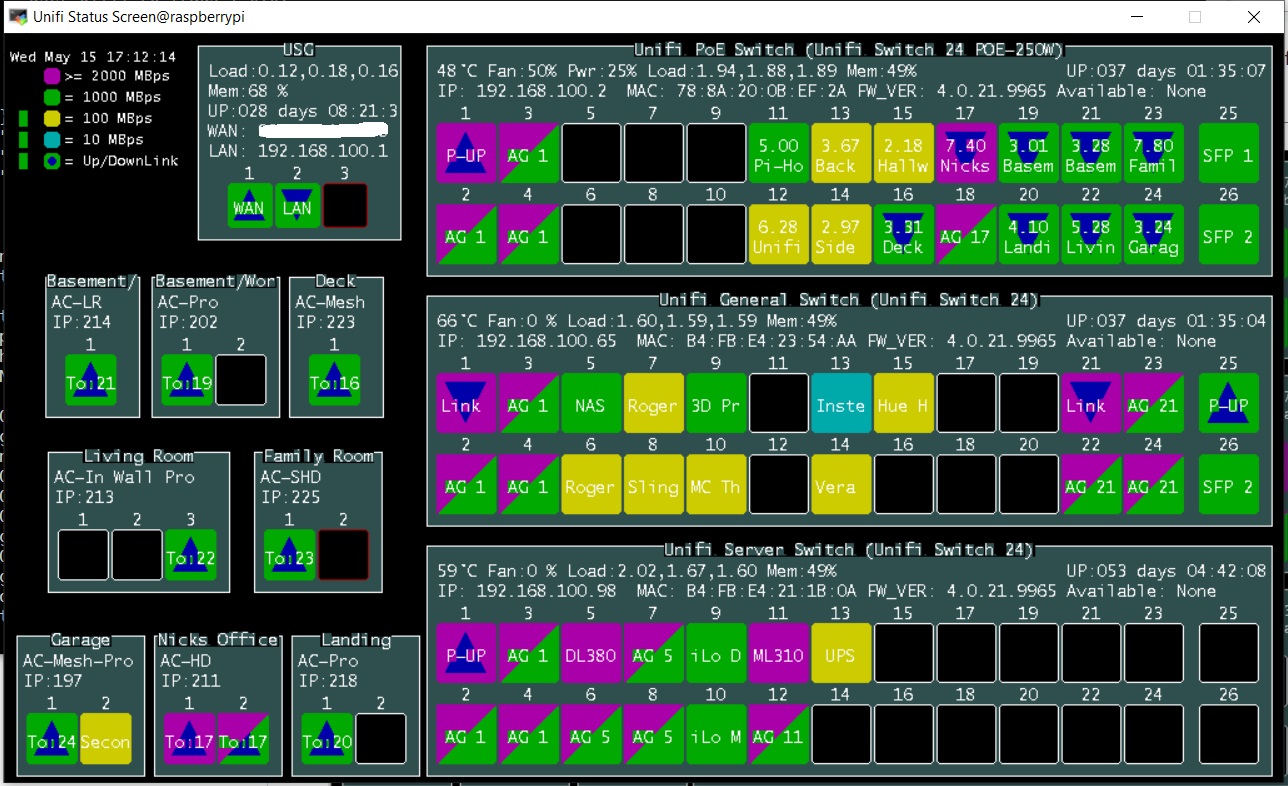 Unifi Status Screen@raspberrypi
Wed May 15 17:12:14
>= 2000 MBps
= 1000 MBps
= 100 MBps
= 10 MBps
= Up/DownLink
USG
Load:0.12,0.18,0.16
Mem:68 %
UP:028 days 08:21:3
WAN:
LAN: 192.168.100.1
1 2 3
WAN LAN
Unifi PoE Switch (Unifi Switch 24 POE-250W)
48°C Fan:50% Pwr:25% Load:1.94,1.88,1.89 Mem:49% UP:037 days 01:35:07
IP: 192.168.100.2 MAC: 78:8A:20:0B:EF:2A FW_VER: 4.0.21.9965 Available: None
1 3 5 7 9 11 13 15 17 19 21 23 25
5.00 3.67 2.18 7.40 3.01 3.28 7.80
P-UP AG 1 Pi-Ho Back Hallw Nicks Basem Basem Famil SFP 1
2 4 6 8 10 12 14 16 18 20 22 24 26
6.28 2.97 3.31 4.10 5.28 3.24
AG 1 AG 1 Unifi Side Deck AG 17 Landi Livin Garag SFP 2
Basement/
AC-LR
IP:214
1
To:21
Basement/Wor
AC-Pro
IP:202
1 2
To:19
Deck
AC-Mesh
IP:223
1
To:16
Unifi General Switch (Unifi Switch 24)
66°C Fan:0 % Load:1.60,1.59,1.59 Mem:49% UP:037 days 01:35:04
IP: 192.168.100.65 MAC: B4:FB:E4:23:54:AA FW_VER: 4.0.21.9965 Available: None
1 3 5 7 9 11 13 15 17 19 21 23 25
Link AG 1 NAS Roger 3D Pr Inste Hue H Link AG 21 P-UP
2 4 6 8 10 12 14 16 18 20 22 24 26
AG 1 AG 1 Roger Sling MC Th Vera AG 21 AG 21 SFP 2
Living Room
AC-In Wall Pro
IP:213
1 2 3
To:22
Family Room
AC-SHD
IP:225
1 2
To:23
Unifi Server Switch (Unifi Switch 24)
59°C Fan:0 % Load:2.02,1.67,1.60 Mem:49% UP:053 days 04:42:08
IP: 192.168.100.98 MAC: B4:FB:E4:21:1B:0A FW_VER: 4.0.21.9965 Available: None
1 3 5 7 9 11 13 15 17 19 21 23 25
P-UP AG 1 DL380 AG 5 iLo D ML310 UPS
2 4 6 8 10 12 14 16 18 20 22 24 26
AG 1 AG 1 AG 5 AG 5 iLo M AG 11
Garage
AC-Mesh-Pro
IP:197
1 2
To:24 Secon
Nicks Office
AC-HD
IP:211
1 2
To:17 To:17
Landing
AC-Pro
IP:218
1 2
To:20